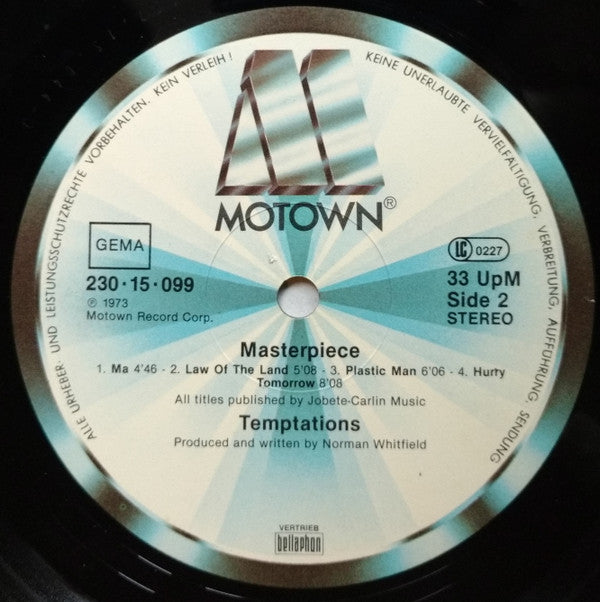 ALLE URHEBER- UND LEISTUNGSSCHUTZRECHTE VORBEHALTEN. KEIN VERLEIH!
KEINE UNERLAUBTE VERVIELFÄLTIGUNG, VERBREITUNG, AUFFÜHRUNG, SENDUNG
M
MOTOWN®
GEMA
230·15·099
℗ 1973
Motown Record Corp.
LC 0227
33 UpM
Side 2
STEREO
Masterpiece
1. Ma 4'46 - 2. Law Of The Land 5'08 - 3. Plastic Man 6'06 - 4. Hurty
Tomorrow 8'08
All titles published by Jobete-Carlin Music
Temptations
Produced and written by Norman Whitfield
VERTRIEB
bellaphon